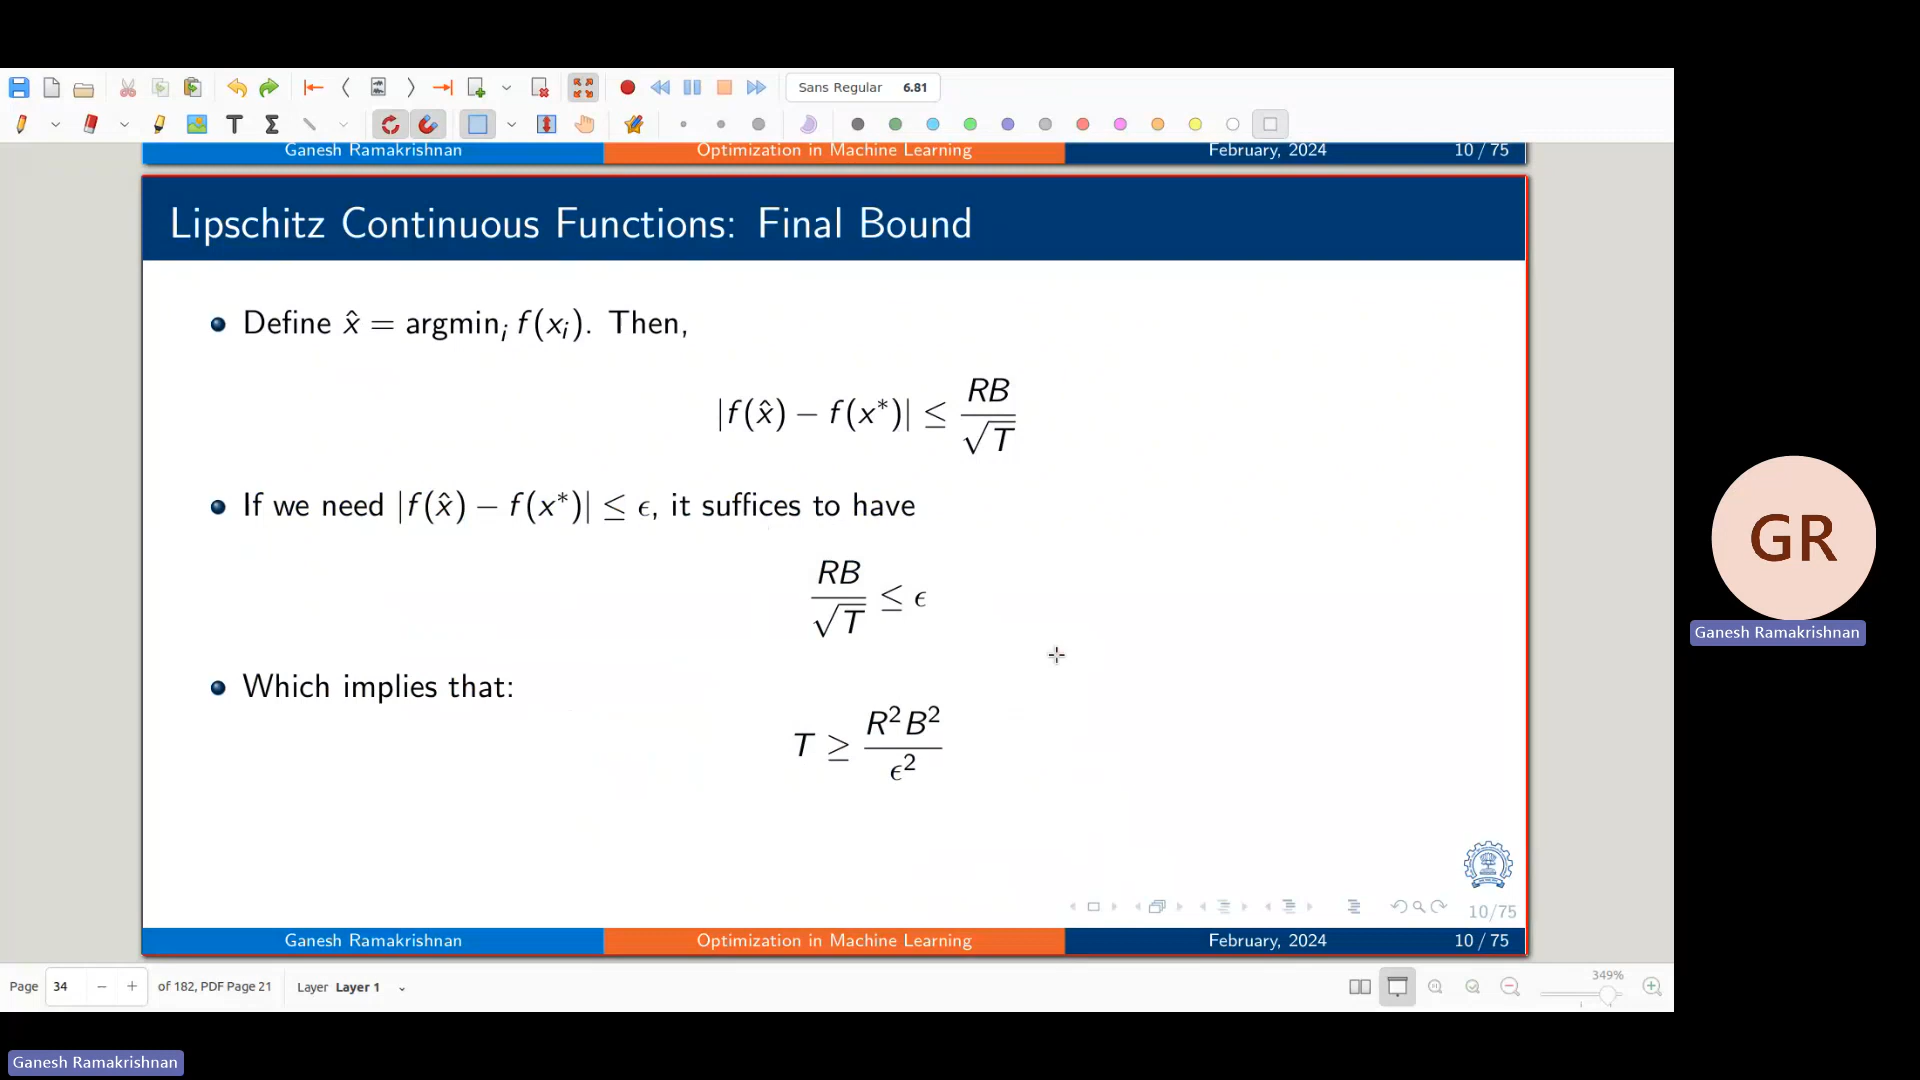 Sans Regular 6.81
Ganesh Ramakrishnan Optimization in Machine Learning February, 2024 10 / 75
Lipschitz Continuous Functions: Final Bound
Define x̂ = argminᵢ f(xᵢ). Then,
|f(x̂) − f(x*)| ≤ RB / √T
If we need |f(x̂) − f(x*)| ≤ ϵ, it suffices to have
RB / √T ≤ ϵ
Which implies that:
T ≥ R²B² / ϵ²
10/75
Ganesh Ramakrishnan Optimization in Machine Learning February, 2024 10 / 75
Page 34 of 182, PDF Page 21 Layer Layer 1 349%
GR
Ganesh Ramakrishnan
Ganesh Ramakrishnan